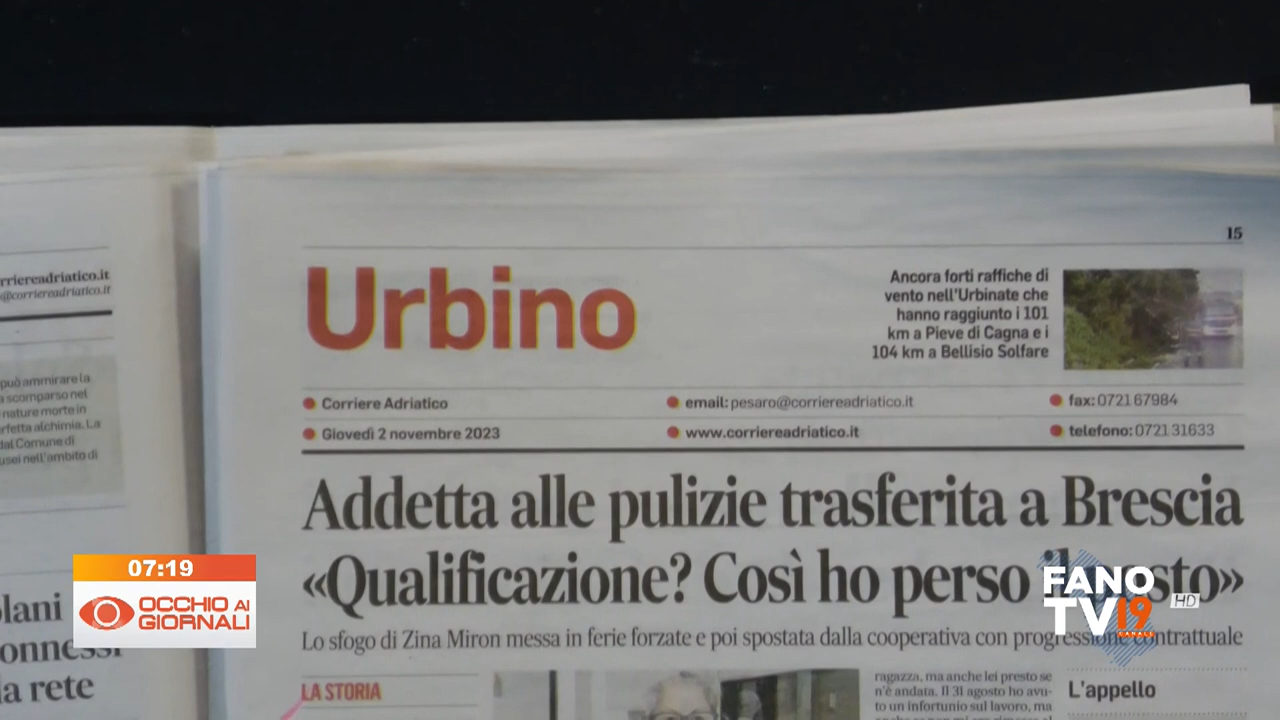 15
Urbino
Ancora forti raffiche di
vento nell'Urbinate che
hanno raggiunto i 101
km a Pieve di Cagna e i
104 km a Bellisio Solfare
Corriere Adriatico
email: pesaro@corriereadriatico.it
fax: 0721 67984
Giovedì 2 novembre 2023
www.corriereadriatico.it
telefono: 0721 31633
Addetta alle pulizie trasferita a Brescia
«Qualificazione? Così ho perso il posto»
Lo sfogo di Zina Miron messa in ferie forzate e poi spostata dalla cooperativa con progressione contrattuale
LA STORIA
ragazza, ma anche lei presto se
n'è andata. Il 31 agosto ho avu-
to un infortunio sul lavoro, ma
L'appello
rriereadriatico.it
@corriereadriatico.it
può ammirare la
a scomparso nel
nature morte in
rfetta alchimia. La
dal Comune di
usei nell'ambito di
lani
onnessi
la rete
07:19
OCCHIO AI
GIORNALI
FANO
TV19
CANALE
HD